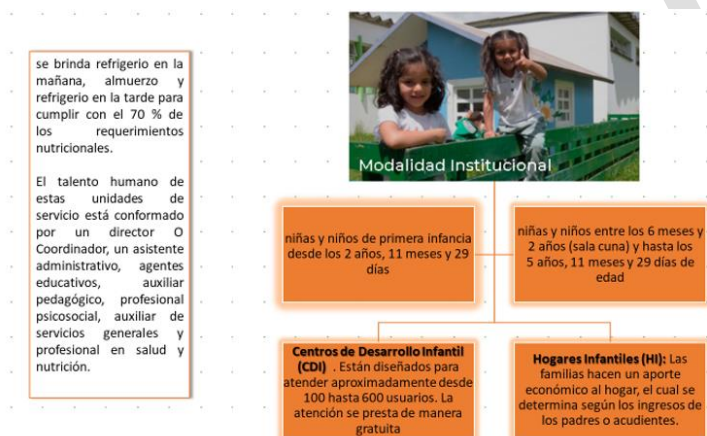 se brinda refrigerio en la
mañana, almuerzo y
refrigerio en la tarde para
cumplir con el 70 % de
los requerimientos
nutricionales.
El talento humano de
estas unidades de
servicio está conformado
por un director O
Coordinador, un asistente
administrativo, agentes
educativos, auxiliar
pedagógico, profesional
psicosocial, auxiliar de
servicios generales y
profesional en salud y
nutrición.
Modalidad Institucional
niñas y niños de primera infancia
desde los 2 años, 11 meses y 29
días
niñas y niños entre los 6 meses y
2 años (sala cuna) y hasta los
5 años, 11 meses y 29 días de
edad
Centros de Desarrollo Infantil
(CDI) . Están diseñados para
atender aproximadamente desde
100 hasta 600 usuarios. La
atención se presta de manera
gratuita
Hogares Infantiles (HI): Las
familias hacen un aporte
económico al hogar, el cual se
determina según los ingresos de
los padres o acudientes.